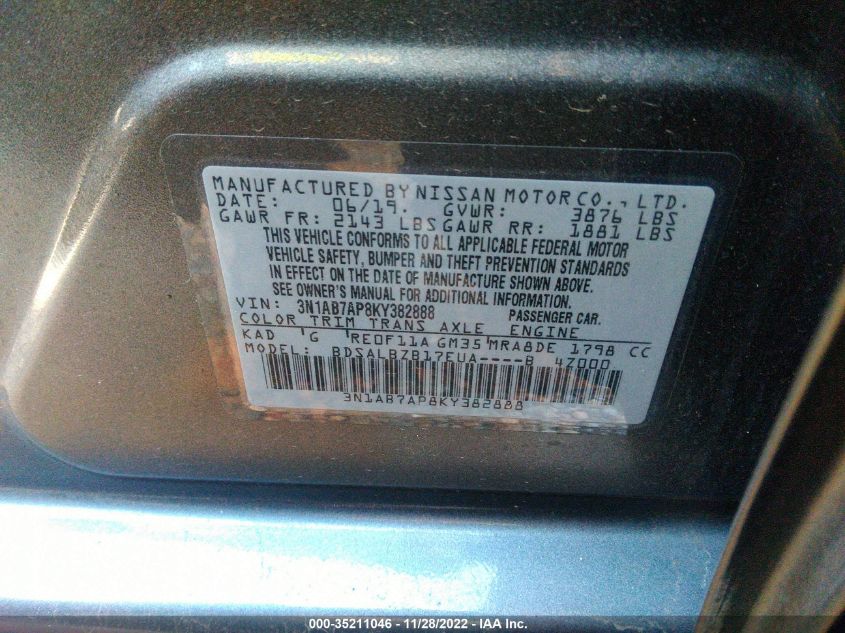 MANUFACTURED BY NISSAN MOTOR CO., LTD.
DATE: 06/19. GVWR: 3876 LBS
GAWR FR: 2143 LBS GAWR RR: 1881 LBS
THIS VEHICLE CONFORMS TO ALL APPLICABLE FEDERAL MOTOR
VEHICLE SAFETY, BUMPER AND THEFT PREVENTION STANDARDS
IN EFFECT ON THE DATE OF MANUFACTURE SHOWN ABOVE.
SEE OWNER'S MANUAL FOR ADDITIONAL INFORMATION.
VIN: 3N1AB7AP8KY382888 PASSENGER CAR.
COLOR TRIM TRANS AXLE ENGINE
KAD G RE0F11A GM35 MRA8DE 1798 CC
MODEL: BDSALBZB17EUA----B 4Z000
3N1AB7AP8KY382888
000-35211046 - 11/28/2022 - IAA Inc.